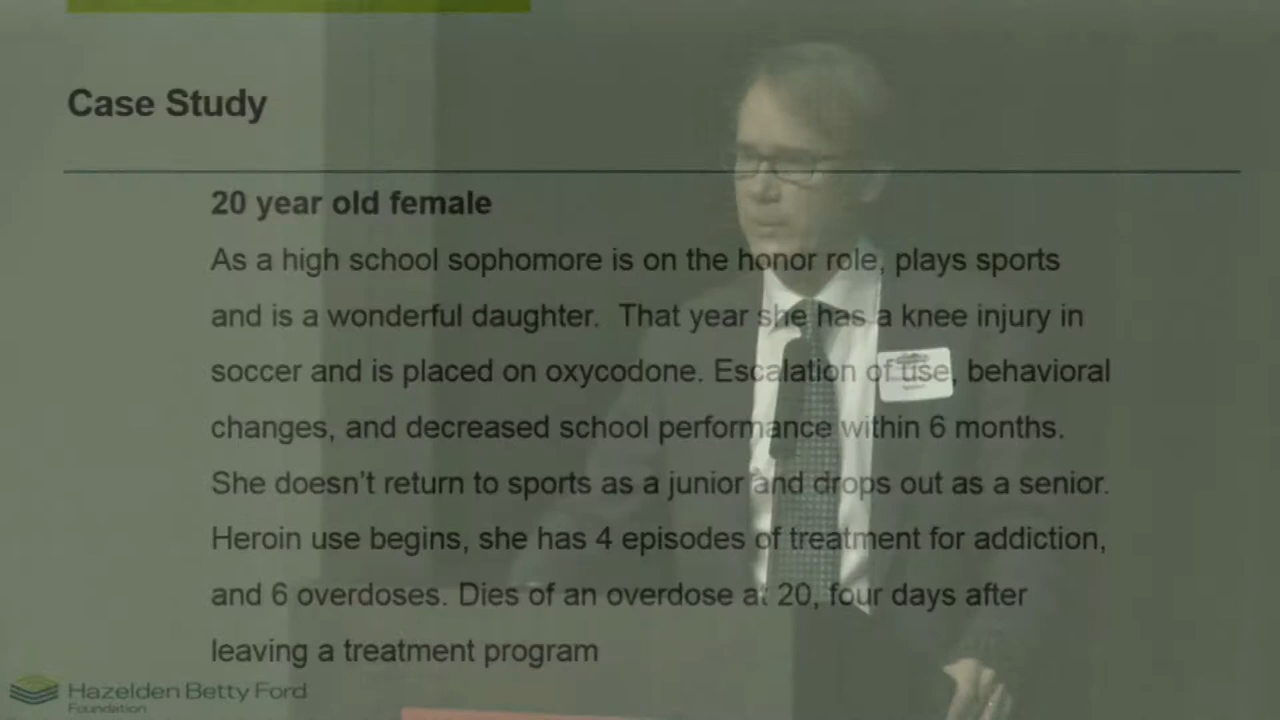 Case Study
20 year old female
As a high school sophomore is on the honor role, plays sports
and is a wonderful daughter. That year she has a knee injury in
soccer and is placed on oxycodone. Escalation of use, behavioral
changes, and decreased school performance within 6 months.
She doesn't return to sports as a junior and drops out as a senior.
Heroin use begins, she has 4 episodes of treatment for addiction,
and 6 overdoses. Dies of an overdose at 20, four days after
leaving a treatment program
Hazelden Betty Ford
Foundation